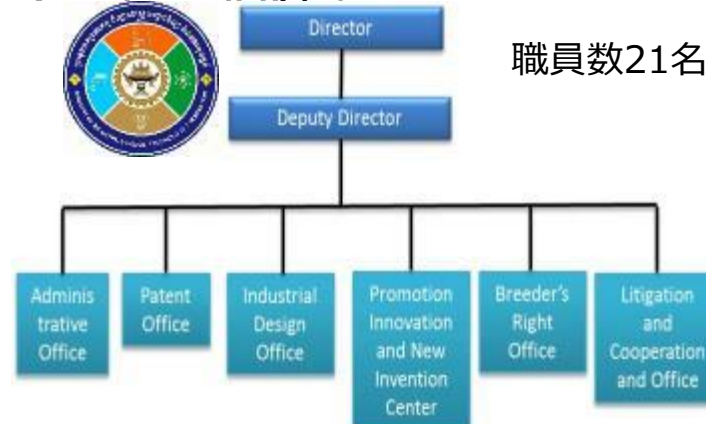 Director
職員数21名
Deputy Director
Adminis
trative
Office
Patent
Office
Industrial
Design
Office
Promotion
Innovation
and New
Invention
Center
Breeder's
Right
Office
Litigation
and
Cooperation
and Office